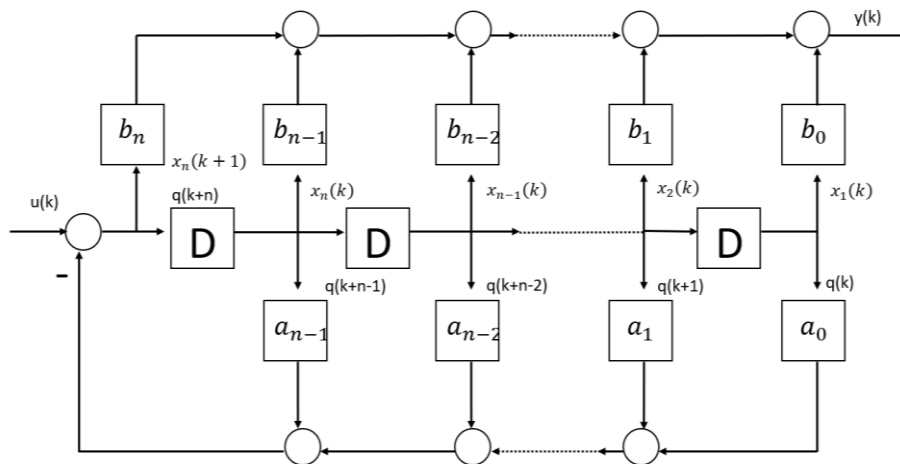 y(k)
$b_n$ $b_{n-1}$ $b_{n-2}$ $b_1$ $b_0$
$x_n(k+1)$
$x_n(k)$ $x_{n-1}(k)$ $x_2(k)$ $x_1(k)$
u(k) q(k+n)
D D D
−
q(k+n-1) q(k+n-2) q(k+1) q(k)
$a_{n-1}$ $a_{n-2}$ $a_1$ $a_0$